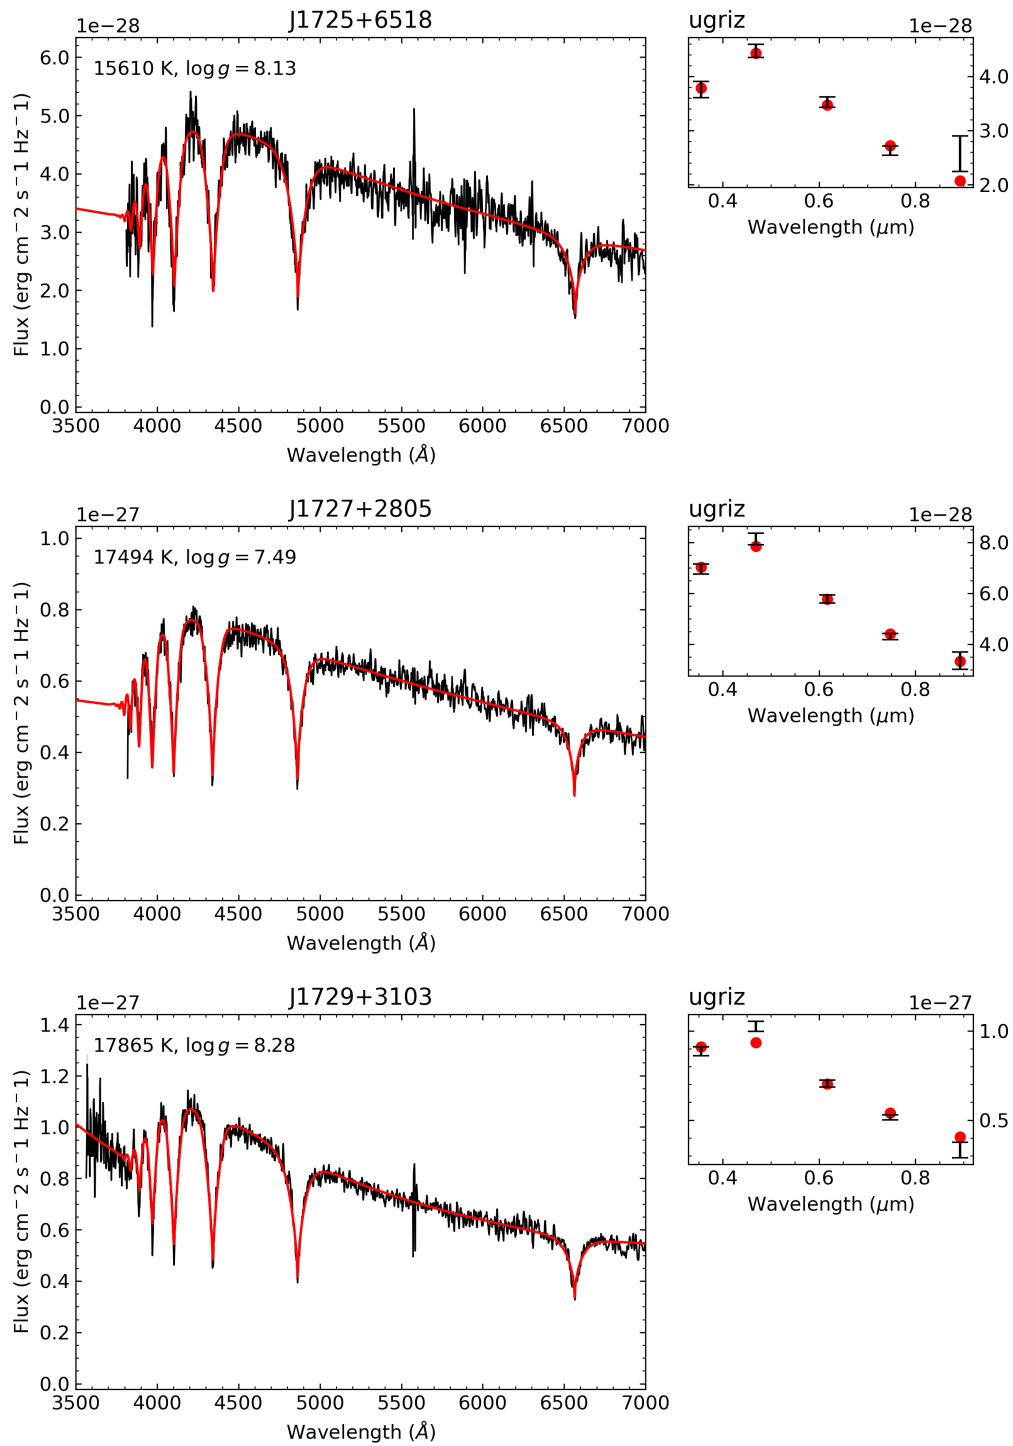 1e−28
J1725+6518
15610 K, log g = 8.13
6.0
5.0
4.0
3.0
2.0
1.0
0.0
Flux (erg cm−2 s−1 Hz−1)
3500 4000 4500 5000 5500 6000 6500 7000
Wavelength (Å)
ugriz
1e−28
4.0
3.0
2.0
0.4 0.6 0.8
Wavelength (μm)
1e−27
J1727+2805
17494 K, log g = 7.49
1.0
0.8
0.6
0.4
0.2
0.0
Flux (erg cm−2 s−1 Hz−1)
3500 4000 4500 5000 5500 6000 6500 7000
Wavelength (Å)
ugriz
1e−28
8.0
6.0
4.0
0.4 0.6 0.8
Wavelength (μm)
1e−27
J1729+3103
17865 K, log g = 8.28
1.4
1.2
1.0
0.8
0.6
0.4
0.2
0.0
Flux (erg cm−2 s−1 Hz−1)
3500 4000 4500 5000 5500 6000 6500 7000
Wavelength (Å)
ugriz
1e−27
1.0
0.5
0.4 0.6 0.8
Wavelength (μm)